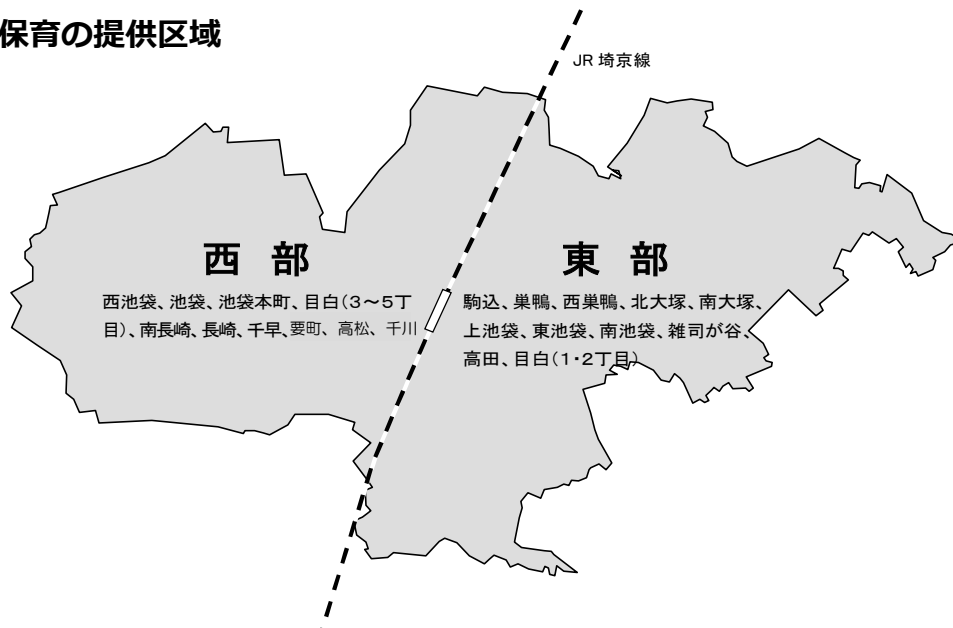 保育の提供区域
JR 埼京線
西 部
西池袋、池袋、池袋本町、目白（3～5丁
目）、南長崎、長崎、千早、要町、高松、千川
東 部
駒込、巣鴨、西巣鴨、北大塚、南大塚、
上池袋、東池袋、南池袋、雑司が谷、
高田、目白（1・2丁目）